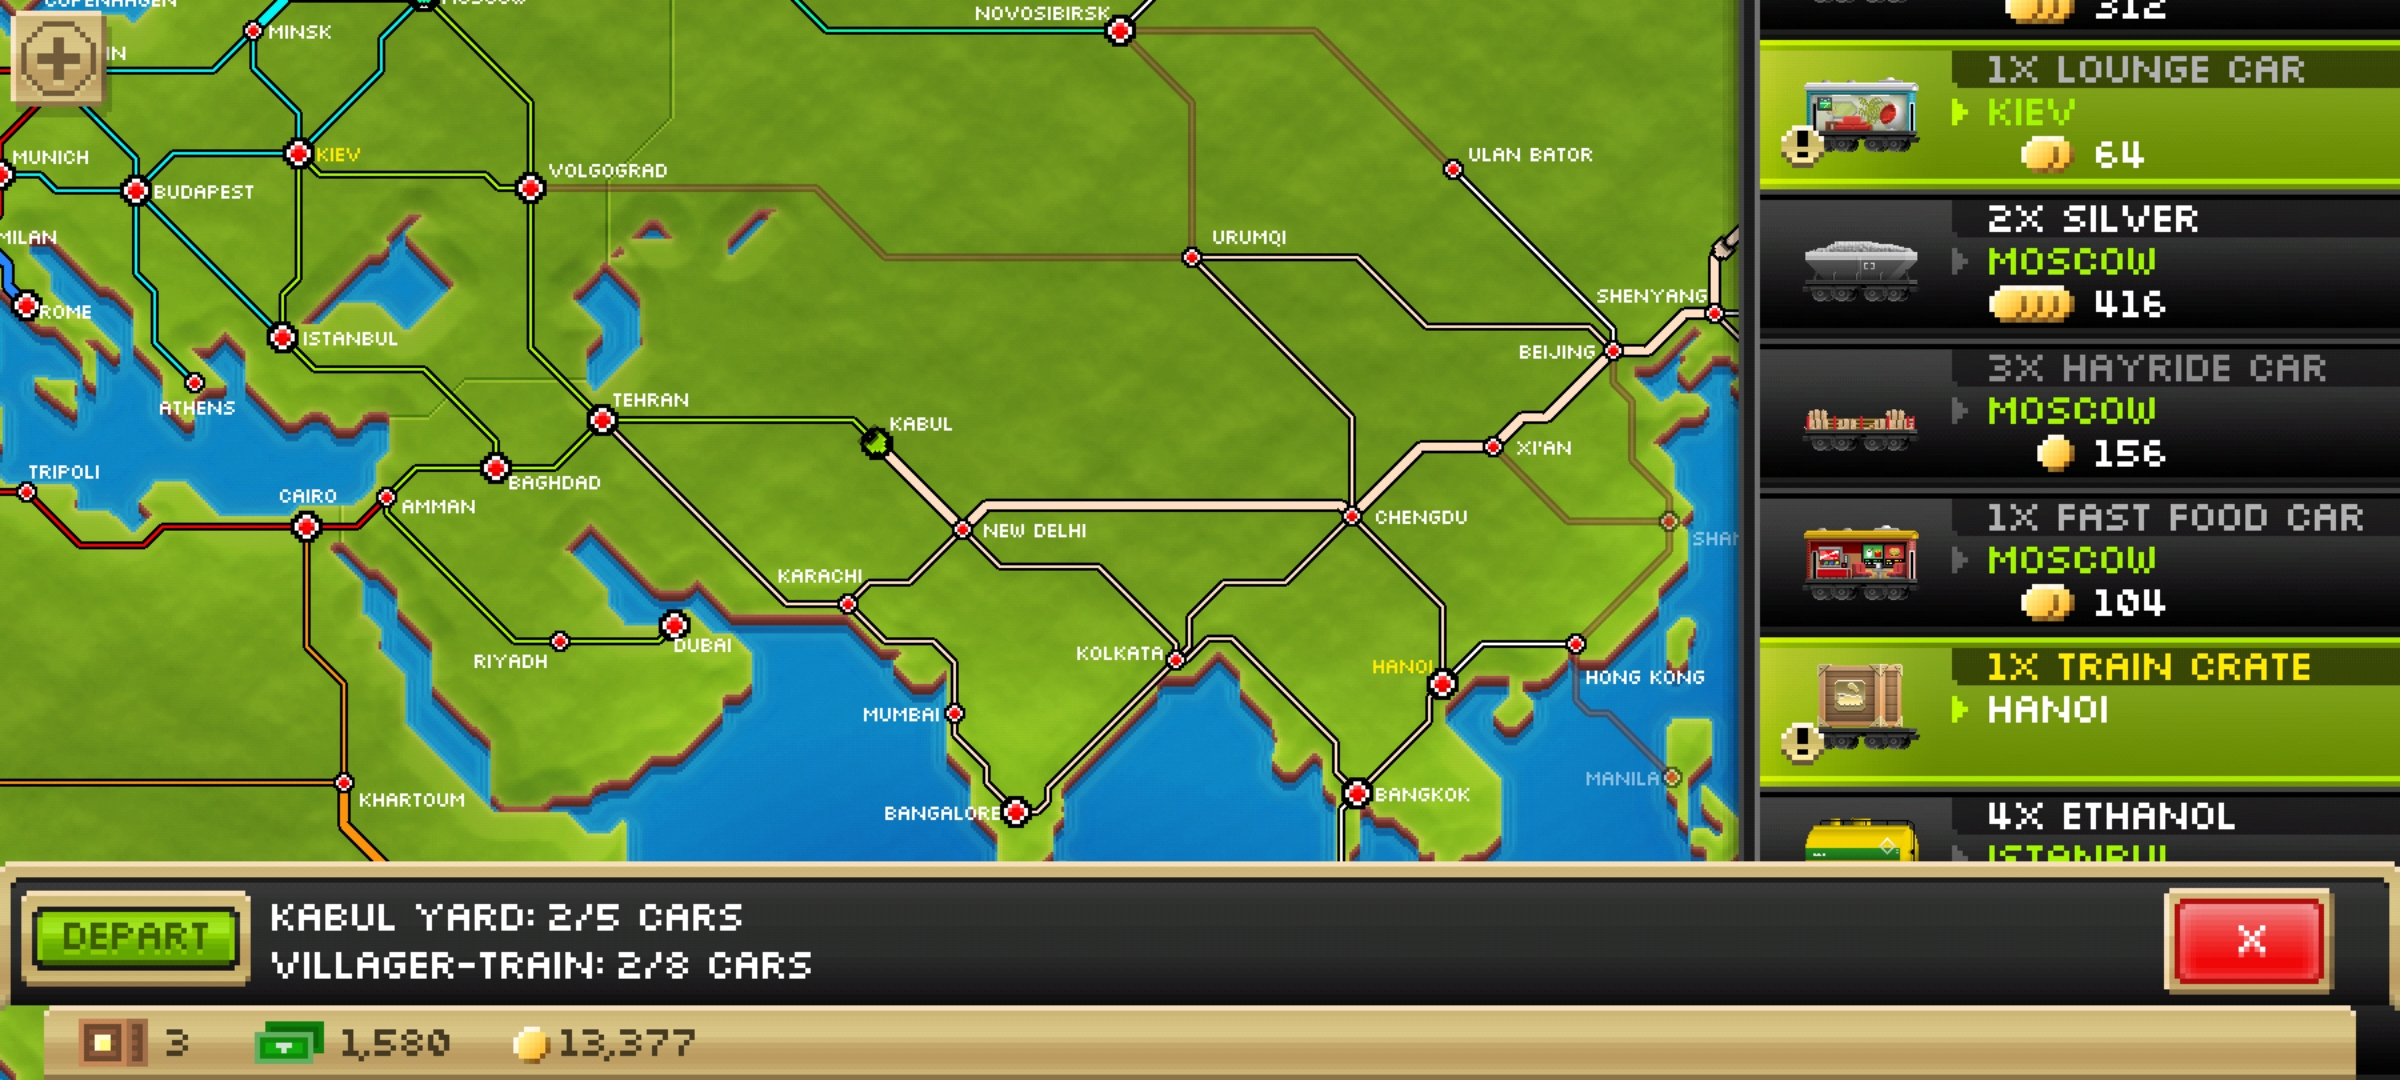 NOVOSIBIRSK
MINSK
KIEV
VOLGOGRAD
ULAN BATOR
MUNICH
BUDAPEST
MILAN
URUMQI
ROME
ISTANBUL
SHENYANG
BEIJING
ATHENS
TEHRAN
KABUL
XI'AN
TRIPOLI
CAIRO
AMMAN
BAGHDAD
NEW DELHI
CHENGDU
KARACHI
RIYADH
DUBAI
KOLKATA
HANOI
HONG KONG
MUMBAI
MANILA
KHARTOUM
BANGALORE
BANGKOK
312
1X LOUNGE CAR
KIEV
64
2X SILVER
MOSCOW
416
3X HAYRIDE CAR
MOSCOW
156
1X FAST FOOD CAR
MOSCOW
104
1X TRAIN CRATE
HANOI
4X ETHANOL
ISTANBUL
DEPART
KABUL YARD: 2/5 CARS
VILLAGER-TRAIN: 2/8 CARS
X
3
1,580
13,377